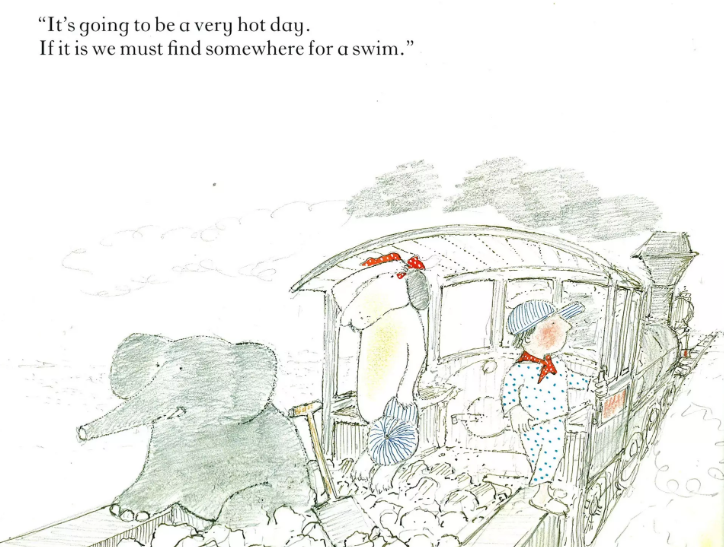 “It’s going to be a very hot day.
If it is we must find somewhere for a swim.”